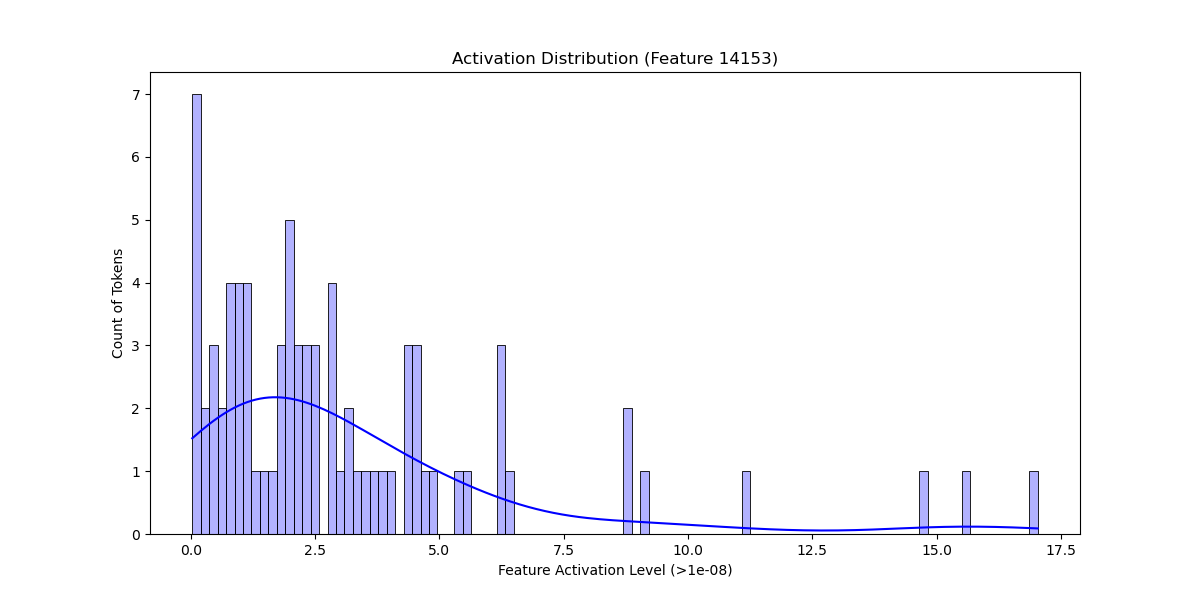 Activation Distribution (Feature 14153)
7
6
5
4
3
2
1
0
Count of Tokens
0.0 2.5 5.0 7.5 10.0 12.5 15.0 17.5
Feature Activation Level (>1e-08)